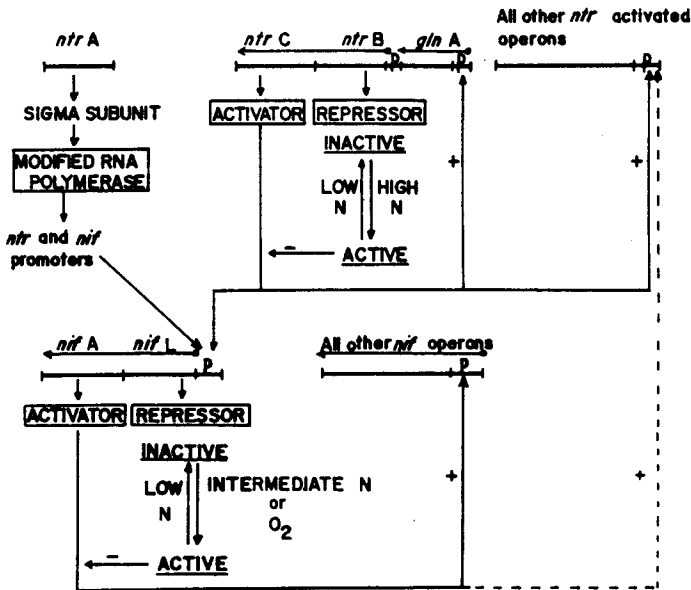 All other ntr activated
operons
ntr A
ntr C ntr B gln A
p p p
SIGMA SUBUNIT
ACTIVATOR REPRESSOR
MODIFIED RNA
POLYMERASE
INACTIVE
LOW HIGH
N N
+ +
ntr and nif
promoters
− ACTIVE
nif A nif L
All other nif operons
p p
ACTIVATOR REPRESSOR
INACTIVE
LOW INTERMEDIATE N
N or
O2
+ +
− ACTIVE